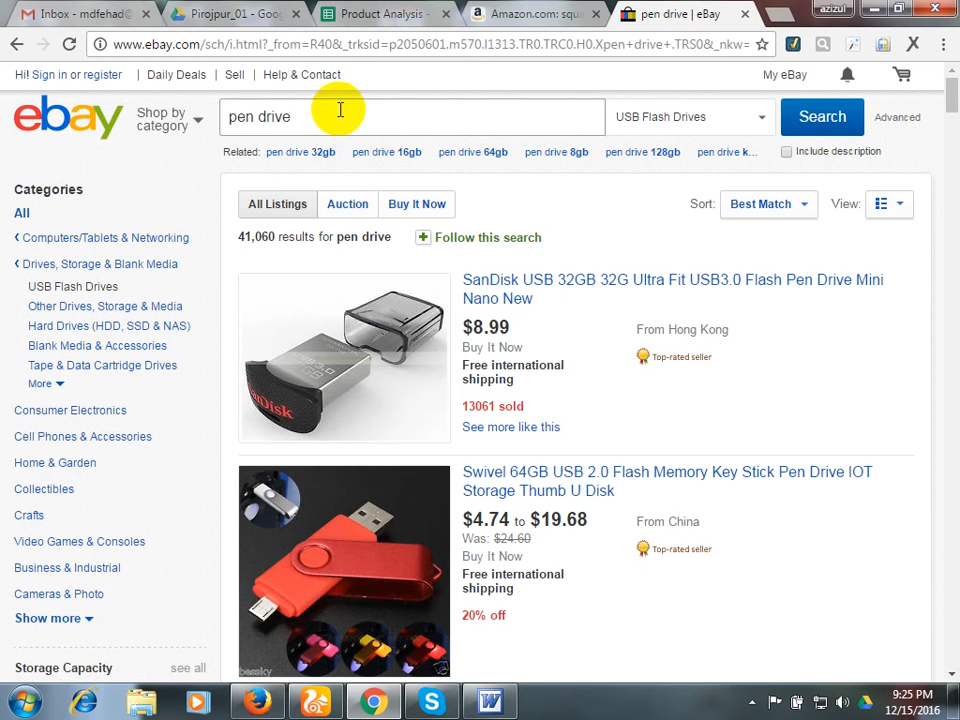 Inbox - mdfehad
Pirojpur_01 - Goog
Product Analysis -
Amazon.com: squa
pen drive | eBay
azizul
www.ebay.com/sch/i.html?_from=R40&_trksid=p2050601.m570.l1313.TR0.TRC0.H0.Xpen+drive+.TRS0&_nkw=
Hi! Sign in or register | Daily Deals | Sell | Help & Contact
My eBay
ebay
Shop by category
pen drive
USB Flash Drives
Search
Advanced
Related: pen drive 32gb pen drive 16gb pen drive 64gb pen drive 8gb pen drive 128gb pen drive k...
Include description
Categories
All
Computers/Tablets & Networking
Drives, Storage & Blank Media
USB Flash Drives
Other Drives, Storage & Media
Hard Drives (HDD, SSD & NAS)
Blank Media & Accessories
Tape & Data Cartridge Drives
More
Consumer Electronics
Cell Phones & Accessories
Home & Garden
Collectibles
Crafts
Video Games & Consoles
Business & Industrial
Cameras & Photo
Show more
Storage Capacity
see all
All Listings
Auction
Buy It Now
Sort: Best Match
View:
41,060 results for pen drive
Follow this search
SanDisk
SanDisk USB 32GB 32G Ultra Fit USB3.0 Flash Pen Drive Mini
Nano New
$8.99
Buy It Now
Free international
shipping
From Hong Kong
Top-rated seller
13061 sold
See more like this
bessky
Swivel 64GB USB 2.0 Flash Memory Key Stick Pen Drive IOT
Storage Thumb U Disk
$4.74 to $19.68
Was: $24.60
Buy It Now
Free international
shipping
From China
Top-rated seller
20% off
9:25 PM
12/15/2016